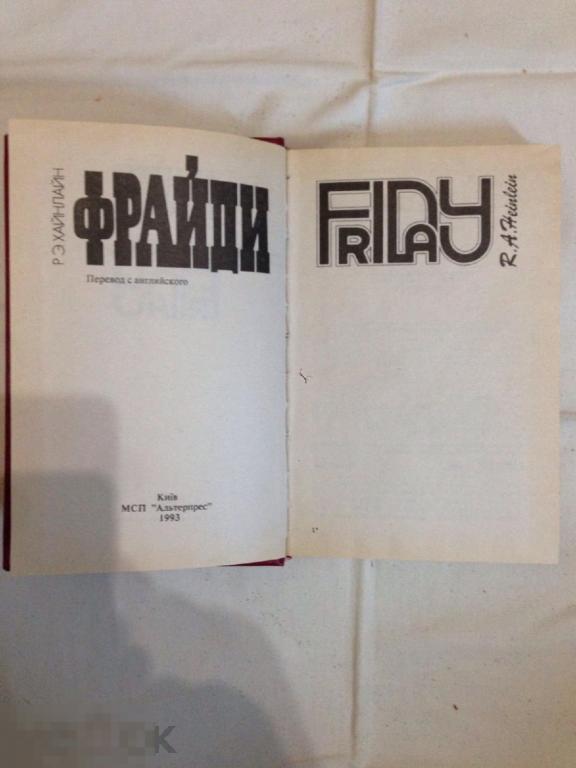 Р Э ХАЙНЛАЙН
ФРАЙДИ
Перевод с английского
Київ
МСП "Альтерпрес"
1993
FRIDAY
R.A.Heinlein